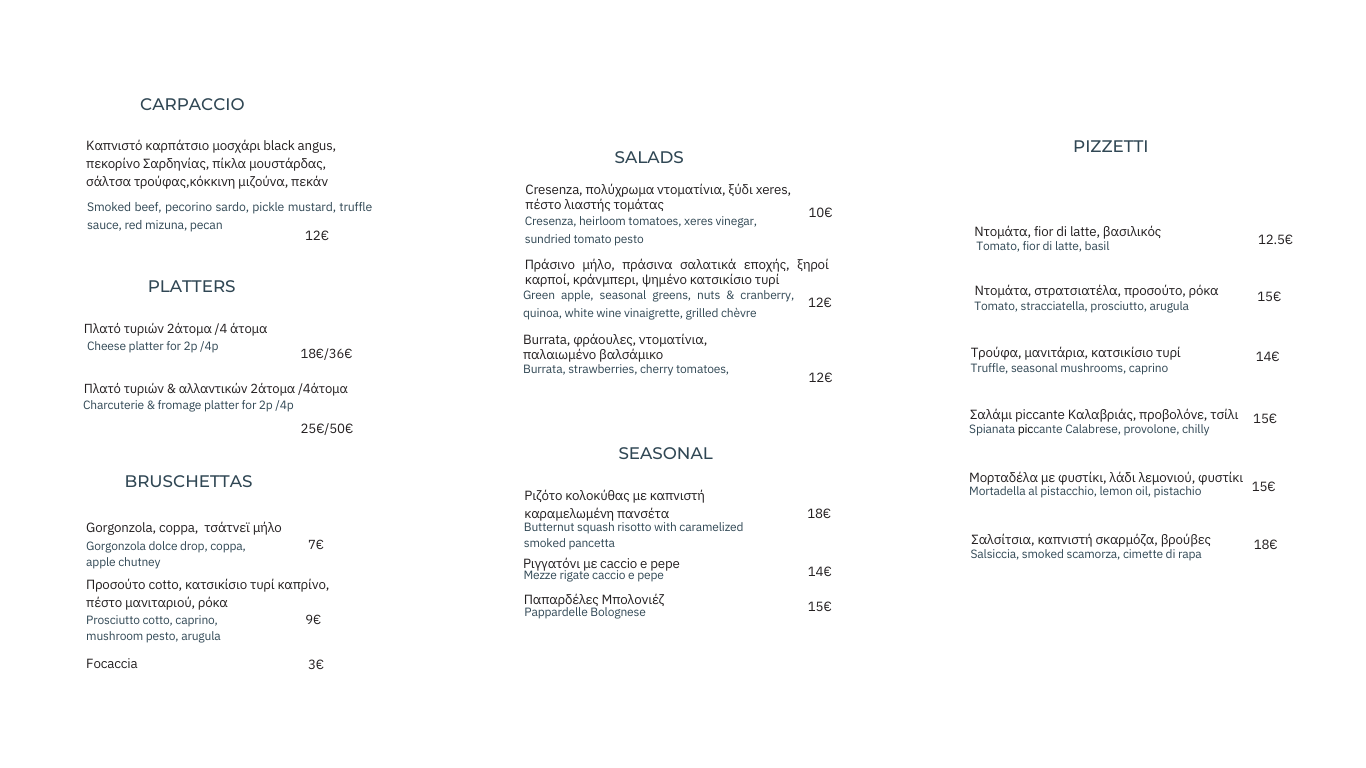 CARPACCIO
Καπνιστό καρπάτσιο μοσχάρι black angus,
πεκορίνο Σαρδηνίας, πίκλα μουστάρδας,
σάλτσα τρούφας,κόκκινη μιζούνα, πεκάν
Smoked beef, pecorino sardo, pickle mustard, truffle
sauce, red mizuna, pecan
12€
PLATTERS
Πλατό τυριών 2άτομα /4 άτομα
Cheese platter for 2p /4p
18€/36€
Πλατό τυριών & αλλαντικών 2άτομα /4άτομα
Charcuterie & fromage platter for 2p /4p
25€/50€
BRUSCHETTAS
Gorgonzola, coppa, τσάτνεϊ μήλο
Gorgonzola dolce drop, coppa,
apple chutney
7€
Προσούτο cotto, κατσικίσιο τυρί καπρίνο,
πέστο μανιταριού, ρόκα
Prosciutto cotto, caprino,
mushroom pesto, arugula
9€
Focaccia 3€
SALADS
Cresenza, πολύχρωμα ντοματίνια, ξύδι xeres,
πέστο λιαστής τομάτας
Cresenza, heirloom tomatoes, xeres vinegar,
sundried tomato pesto
10€
Πράσινο μήλο, πράσινα σαλατικά εποχής, ξηροί
καρποί, κράνμπερι, ψημένο κατσικίσιο τυρί
Green apple, seasonal greens, nuts & cranberry,
quinoa, white wine vinaigrette, grilled chèvre
12€
Burrata, φράουλες, ντοματίνια,
παλαιωμένο βαλσάμικο
Burrata, strawberries, cherry tomatoes,
12€
SEASONAL
Ριζότο κολοκύθας με καπνιστή
καραμελωμένη πανσέτα
Butternut squash risotto with caramelized
smoked pancetta
18€
Ριγγατόνι με caccio e pepe
Mezze rigate caccio e pepe
14€
Παπαρδέλες Μπολονιέζ
Pappardelle Bolognese
15€
PIZZETTI
Ντομάτα, fior di latte, βασιλικός
Tomato, fior di latte, basil
12.5€
Ντομάτα, στρατσιατέλα, προσούτο, ρόκα
Tomato, stracciatella, prosciutto, arugula
15€
Τρούφα, μανιτάρια, κατσικίσιο τυρί
Truffle, seasonal mushrooms, caprino
14€
Σαλάμι piccante Καλαβριάς, προβολόνε, τσίλι
Spianata piccante Calabrese, provolone, chilly
15€
Μορταδέλα με φυστίκι, λάδι λεμονιού, φυστίκι
Mortadella al pistacchio, lemon oil, pistachio
15€
Σαλσίτσια, καπνιστή σκαρμόζα, βρούβες
Salsiccia, smoked scamorza, cimette di rapa
18€